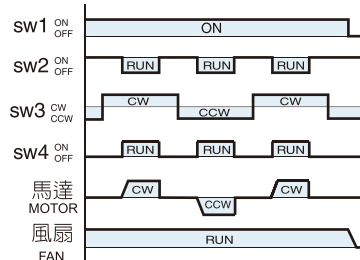 sw1 ON OFF ON
sw2 ON OFF RUN RUN RUN
sw3 CW CCW CW CCW CW
sw4 ON OFF RUN RUN RUN
馬達 MOTOR CW CCW CW
風扇 FAN RUN